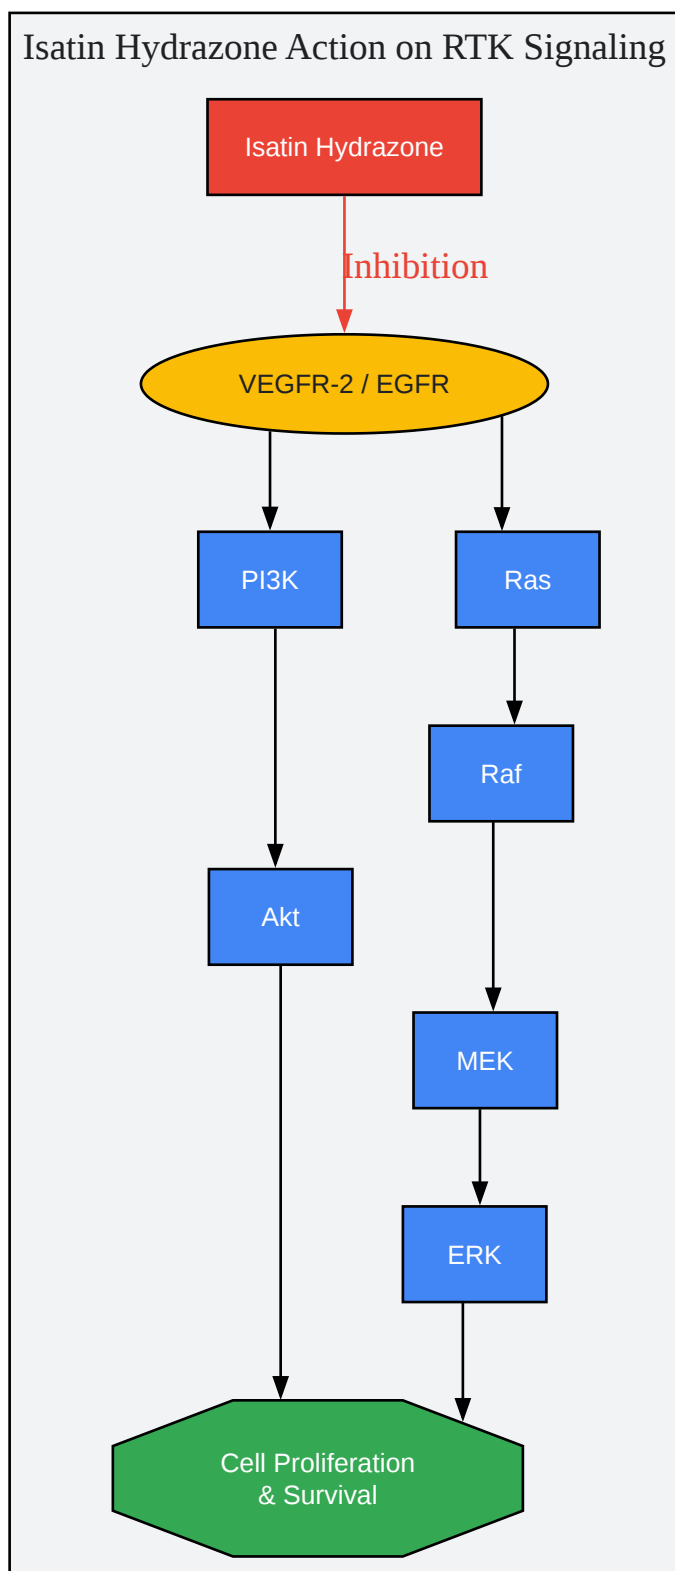 Isatin Hydrazone Action on RTK Signaling
Isatin Hydrazone
Inhibition
VEGFR-2 / EGFR
PI3K
Ras
Raf
Akt
MEK
ERK
Cell Proliferation
& Survival